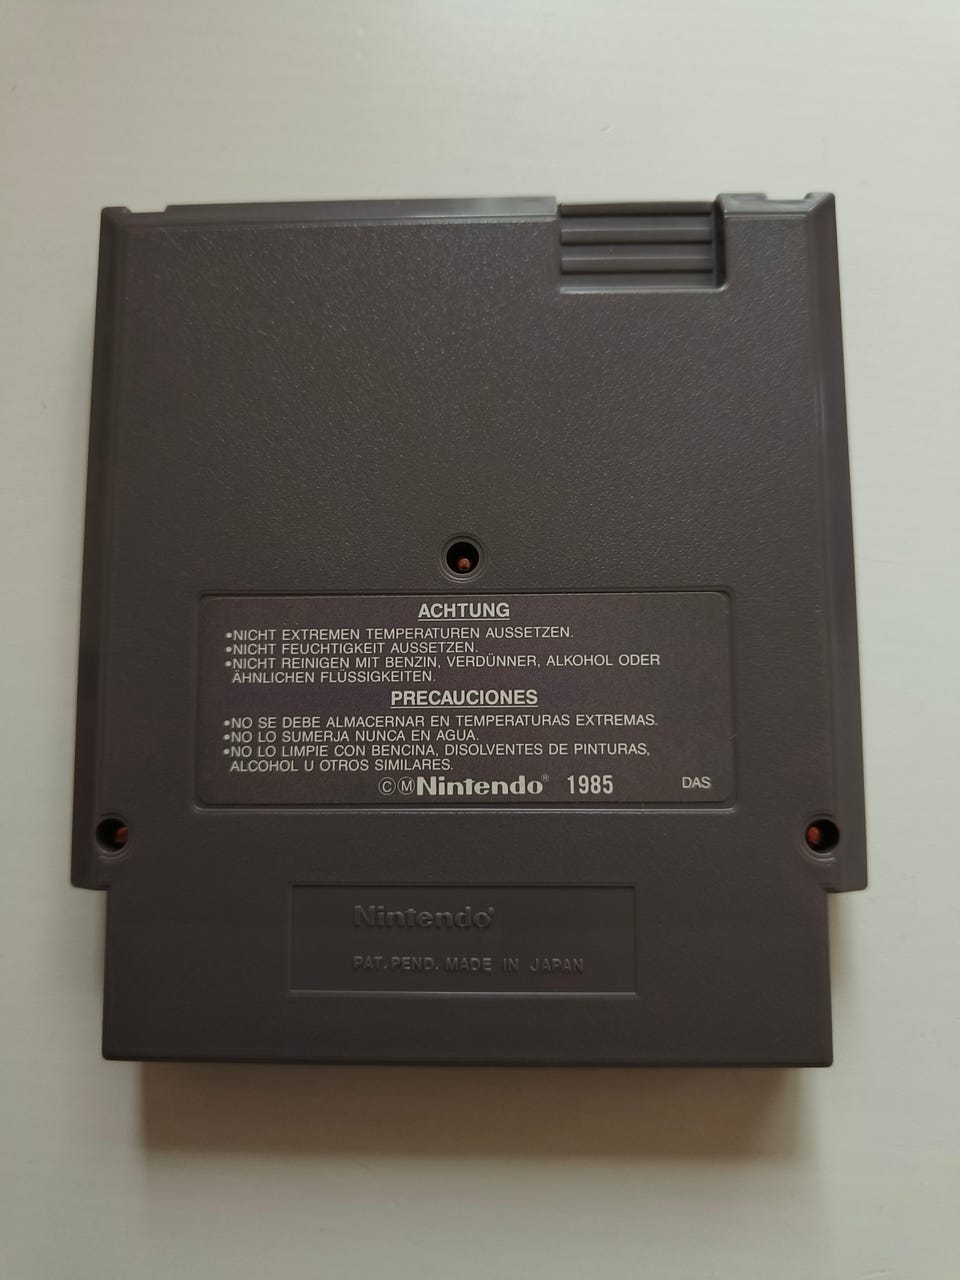 ACHTUNG
•NICHT EXTREMEN TEMPERATUREN AUSSETZEN.
•NICHT FEUCHTIGKEIT AUSSETZEN.
•NICHT REINIGEN MIT BENZIN, VERDÜNNER, ALKOHOL ODER
ÄHNLICHEN FLÜSSIGKEITEN.
PRECAUCIONES
•NO SE DEBE ALMACERNAR EN TEMPERATURAS EXTREMAS.
•NO LO SUMERJA NUNCA EN AGUA.
•NO LO LIMPIE CON BENCINA, DISOLVENTES DE PINTURAS,
ALCOHOL U OTROS SIMILARES.
ⒸⓂNintendo® 1985 DAS
Nintendo®
PAT. PEND. MADE IN JAPAN